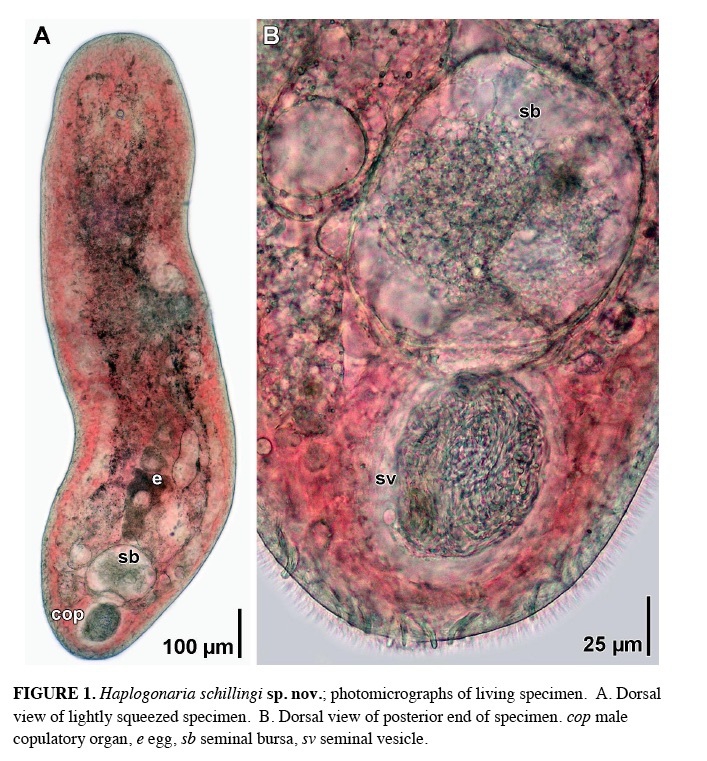 A
B
sb
e
sv
sb
cop
100 µm
25 µm
FIGURE 1. Haplogonaria schillingi sp. nov.; photomicrographs of living specimen. A. Dorsal
view of lightly squeezed specimen. B. Dorsal view of posterior end of specimen. cop male
copulatory organ, e egg, sb seminal bursa, sv seminal vesicle.